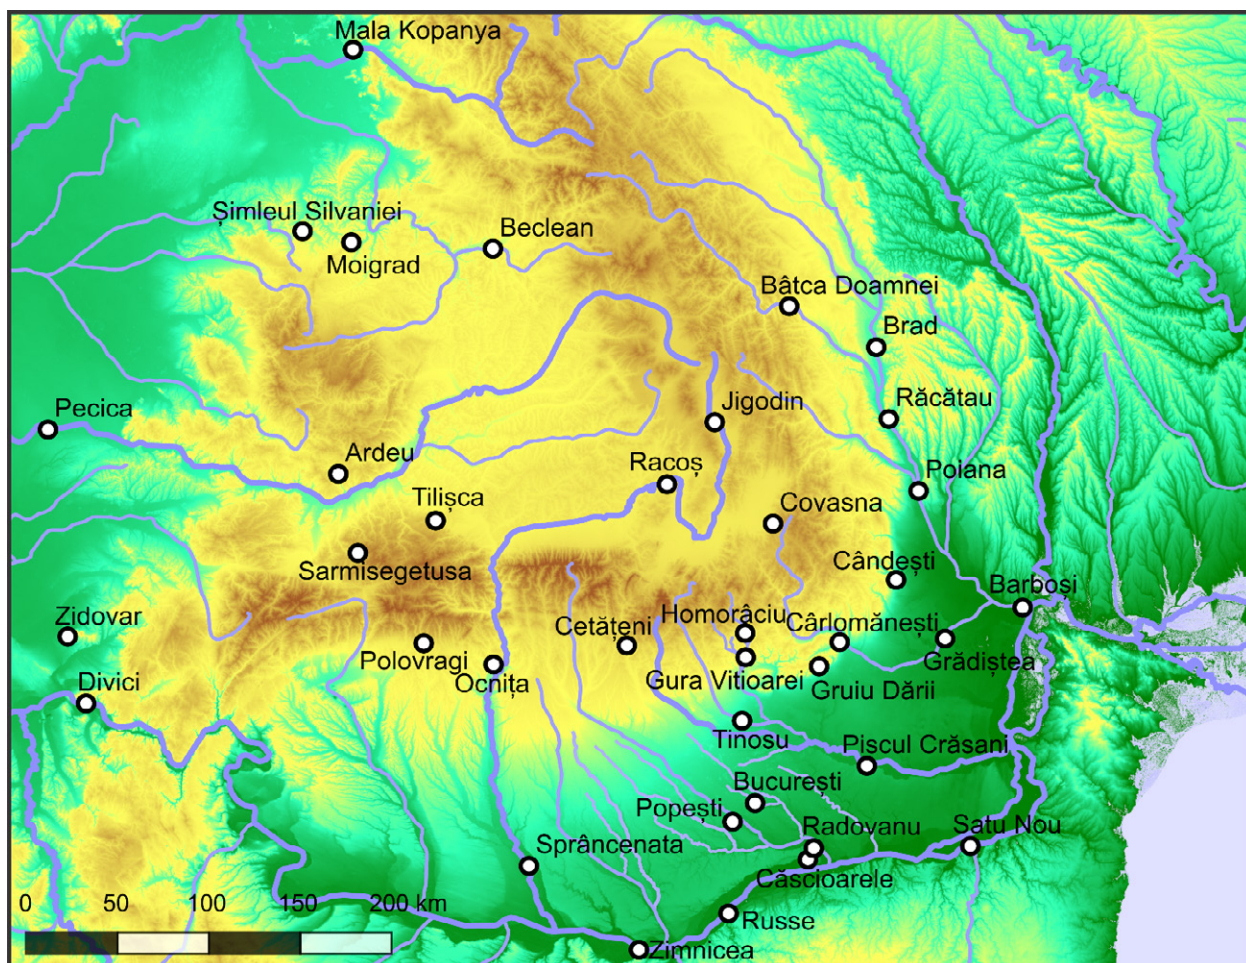 Mala Kopanya
Șimleul Silvaniei
Beclean
Moigrad
Bâtca Doamnei
Brad
Pecica
Jigodin
Răcătau
Ardeu
Racoș
Poiana
Tilișca
Covasna
Sarmisegetusa
Cândești
Barboși
Zidovar
Homorâciu
Cetățeni
Cârlomănești
Polovragi
Grădiștea
Divici
Ocnița
Gura Vitioarei
Gruiu Dării
Tinosu
Piscul Crăsani
București
Popești
Radovanu
Satu Nou
Sprâncenata
Căscioarele
0 50 100 150 200 km
Russe
Zimnicea